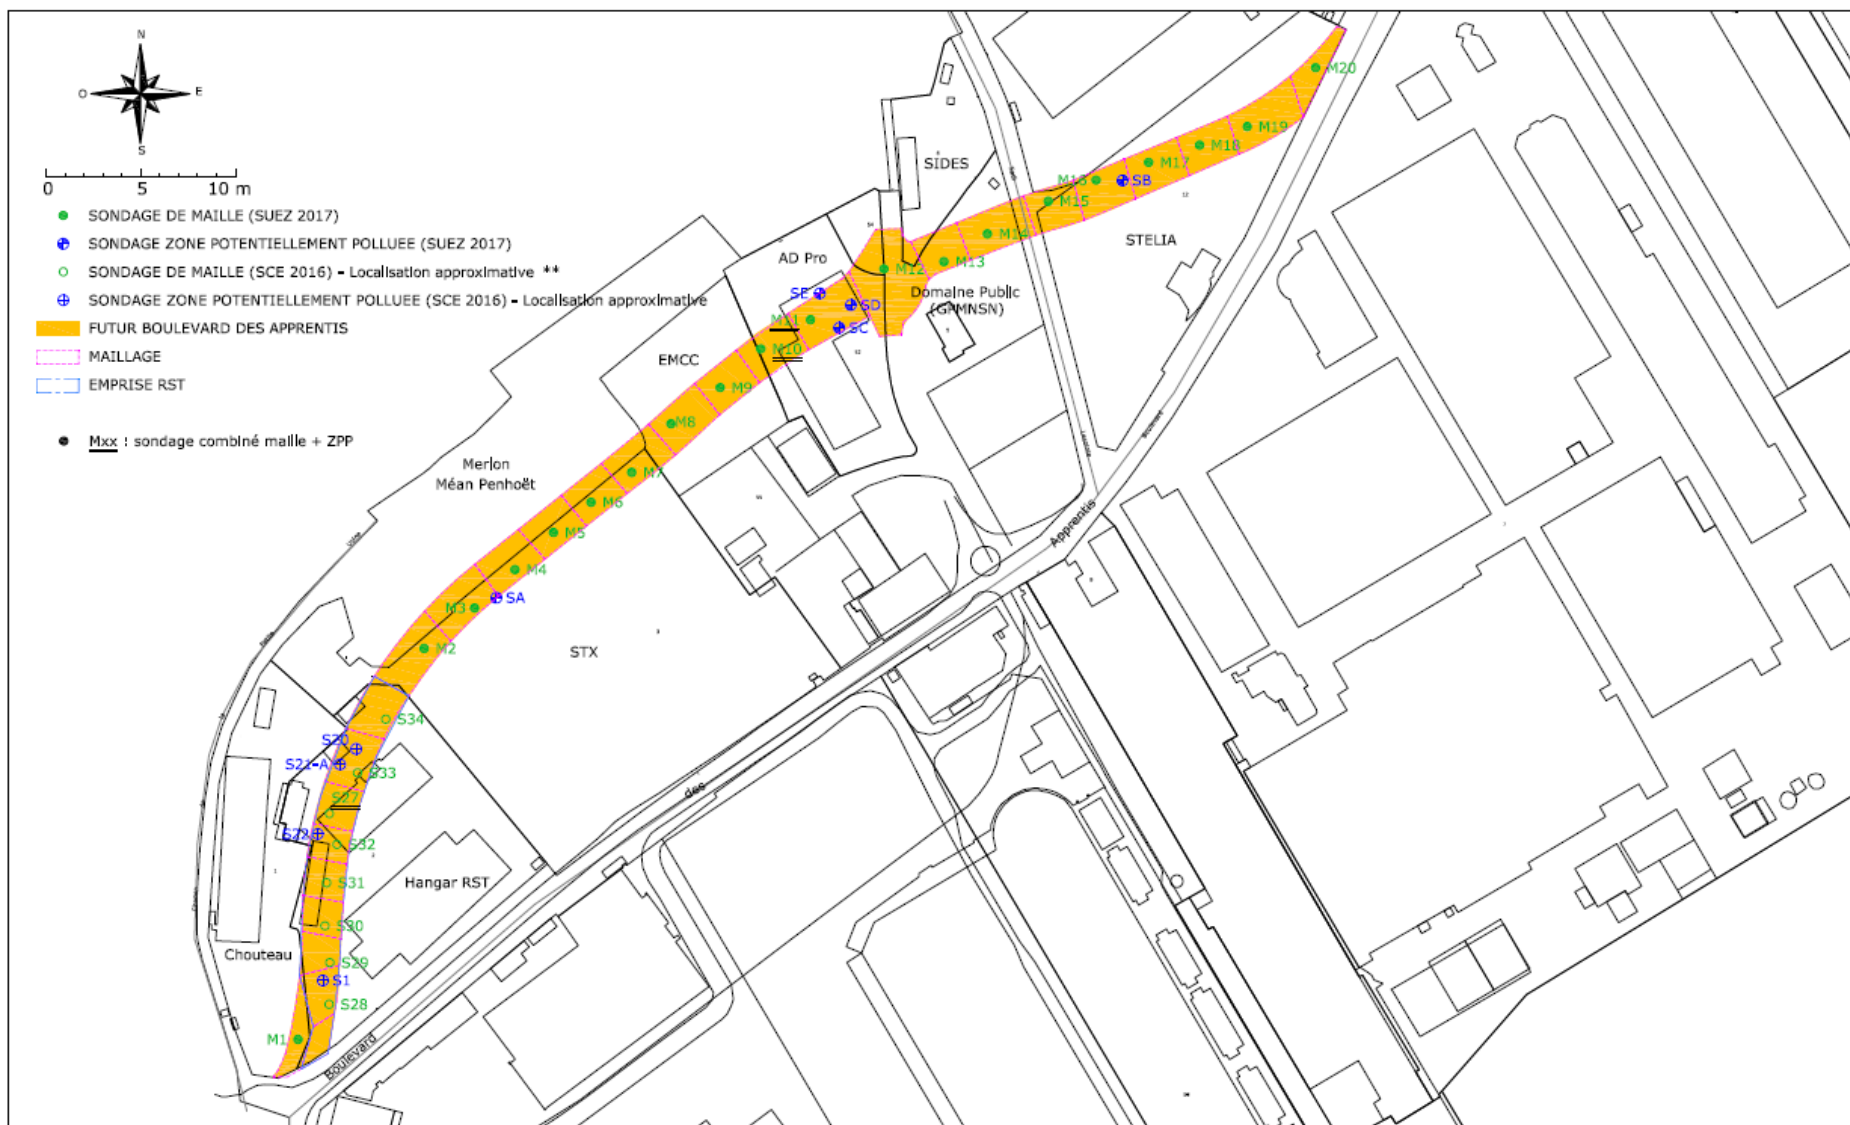 N
O
E
S
0 5 10 m
SONDAGE DE MAILLE (SUEZ 2017)
SONDAGE ZONE POTENTIELLEMENT POLLUEE (SUEZ 2017)
SONDAGE DE MAILLE (SCE 2016) - Localisation approximative **
SONDAGE ZONE POTENTIELLEMENT POLLUEE (SCE 2016) - Localisation approximative
FUTUR BOULEVARD DES APPRENTIS
MAILLAGE
EMPRISE RST
Mxx : sondage combiné maille + ZPP
M20
M19
M18
M17
M16
SB
M15
M14
M13
M12
SIDES
STELIA
AD Pro
Domaine Public
(GPMNSN)
SE
SD
SC
M11
M10
EMCC
M9
M8
M7
M6
M5
M4
Merlon
Méan Penhoët
SA
M3
M2
STX
Apprentis
des
Boulevard
S34
S20
S21-A
S33
S27
S22
S32
S31
Hangar RST
S30
Chouteau
S29
S1
S28
M1